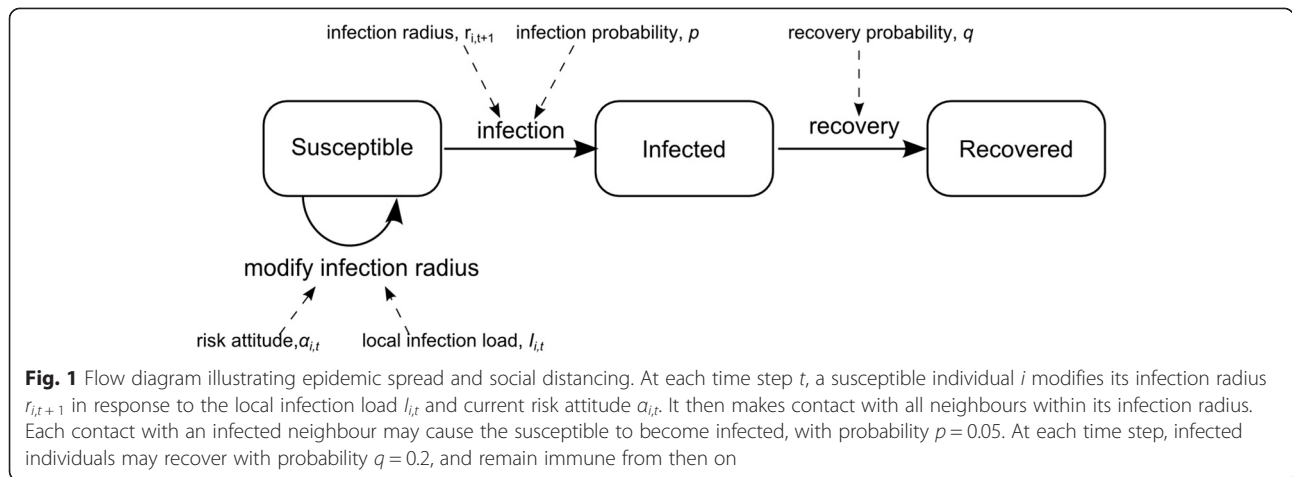 infection radius, r_{i,t+1} infection probability, p recovery probability, q
Susceptible infection Infected recovery Recovered
modify infection radius
risk attitude,α_{i,t} local infection load, I_{i,t}
Fig. 1 Flow diagram illustrating epidemic spread and social distancing. At each time step t, a susceptible individual i modifies its infection radius
r_{i,t + 1} in response to the local infection load I_{i,t} and current risk attitude α_{i,t}. It then makes contact with all neighbours within its infection radius.
Each contact with an infected neighbour may cause the susceptible to become infected, with probability p = 0.05. At each time step, infected
individuals may recover with probability q = 0.2, and remain immune from then on